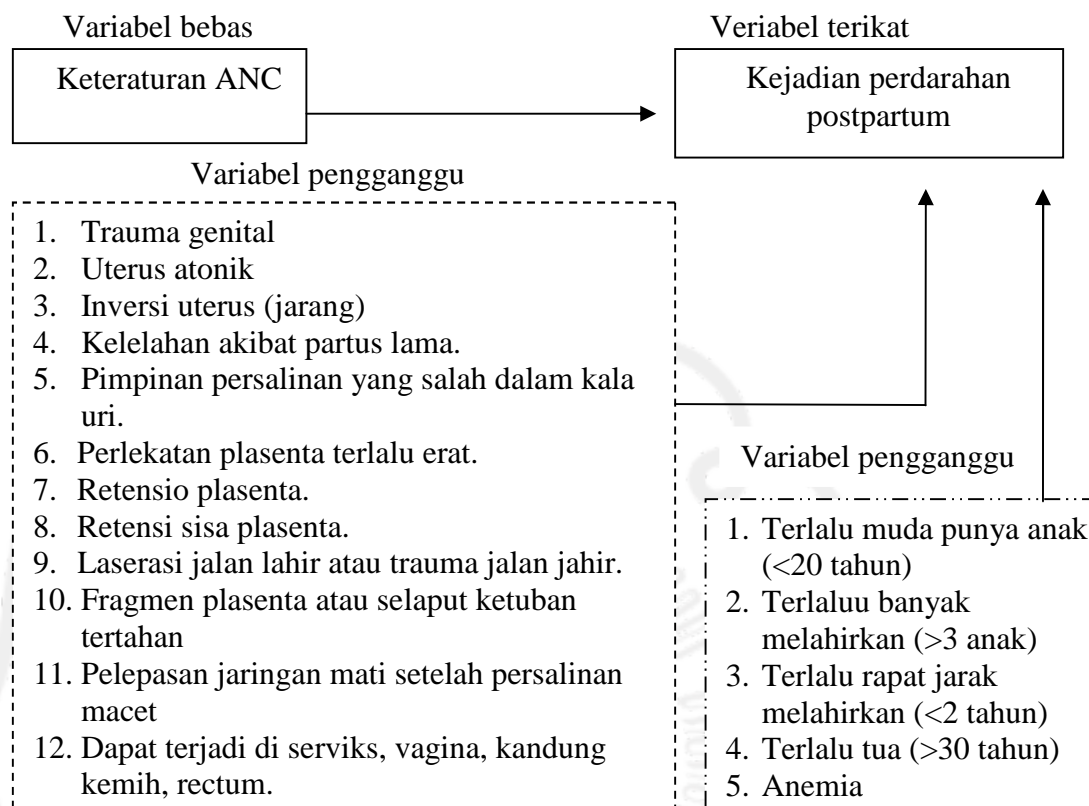 Variabel bebas
Veriabel terikat
Keteraturan ANC
Kejadian perdarahan
postpartum
Variabel pengganggu
1. Trauma genital
2. Uterus atonik
3. Inversi uterus (jarang)
4. Kelelahan akibat partus lama.
5. Pimpinan persalinan yang salah dalam kala
uri.
6. Perlekatan plasenta terlalu erat.
7. Retensio plasenta.
8. Retensi sisa plasenta.
9. Laserasi jalan lahir atau trauma jalan jahir.
10. Fragmen plasenta atau selaput ketuban
tertahan
11. Pelepasan jaringan mati setelah persalinan
macet
12. Dapat terjadi di serviks, vagina, kandung
kemih, rectum.
Variabel pengganggu
1. Terlalu muda punya anak
(<20 tahun)
2. Terlaluu banyak
melahirkan (>3 anak)
3. Terlalu rapat jarak
melahirkan (<2 tahun)
4. Terlalu tua (>30 tahun)
5. Anemia